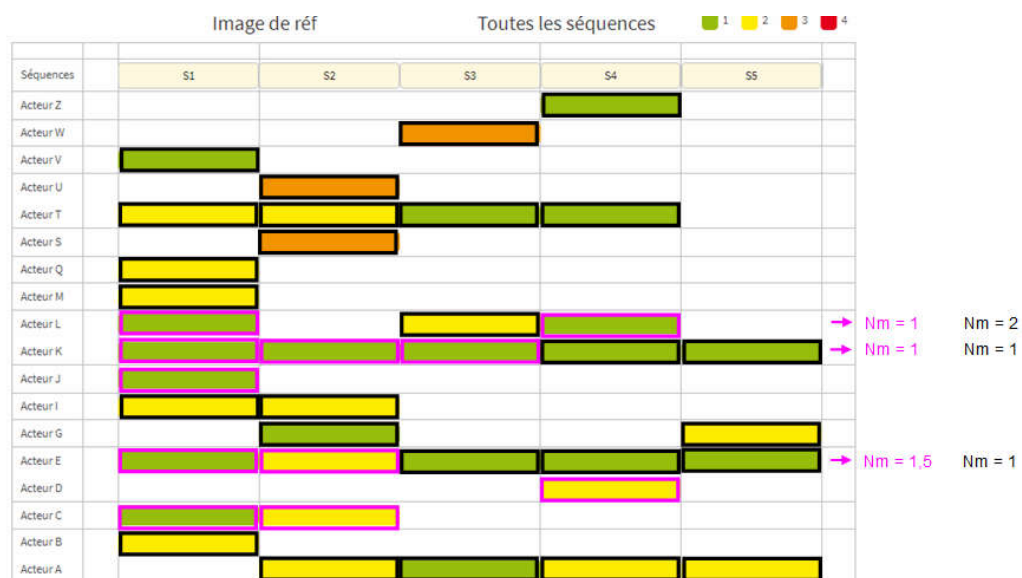 Image de réf Toutes les séquences 1 2 3 4
Séquences S1 S2 S3 S4 S5
Acteur Z
Acteur W
Acteur V
Acteur U
Acteur T
Acteur S
Acteur Q
Acteur M
Acteur L → Nm = 1 Nm = 2
Acteur K → Nm = 1 Nm = 1
Acteur J
Acteur I
Acteur G
Acteur E → Nm = 1,5 Nm = 1
Acteur D
Acteur C
Acteur B
Acteur A